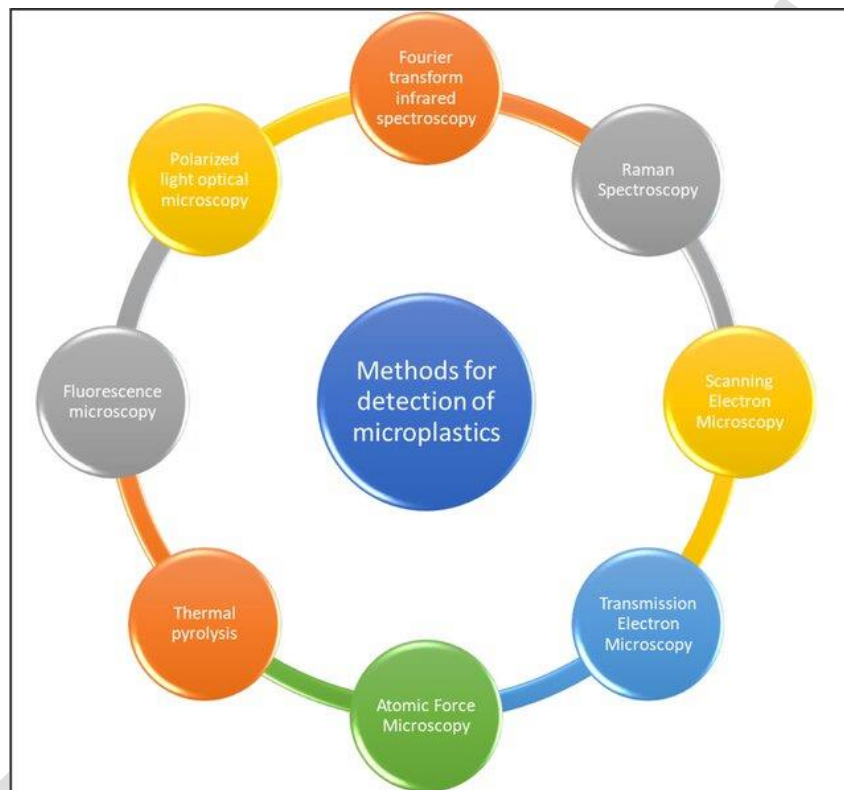 Fourier
transform
infrared
spectroscopy
Raman
Spectroscopy
Scanning
Electron
Microscopy
Transmission
Electron
Microscopy
Atomic Force
Microscopy
Thermal
pyrolysis
Fluorescence
microscopy
Polarized
light optical
microscopy
Methods for
detection of
microplastics